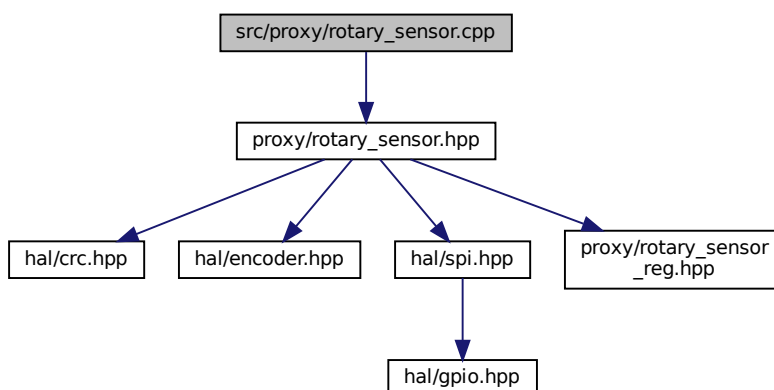 src/proxy/rotary_sensor.cpp
proxy/rotary_sensor.hpp
hal/crc.hpp
hal/encoder.hpp
hal/spi.hpp
proxy/rotary_sensor
_reg.hpp
hal/gpio.hpp